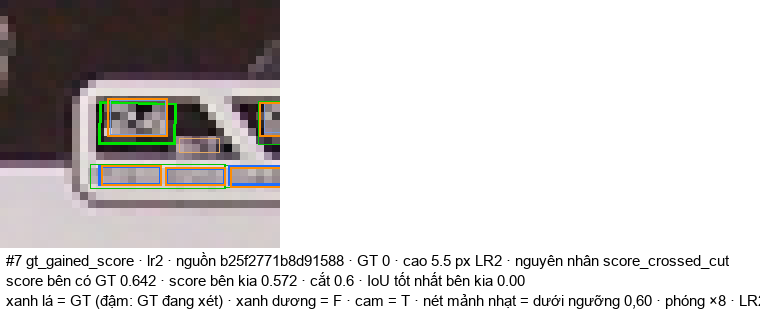 #7 gt_gained_score · lr2 · nguồn b25f2771b8d91588 · GT 0 · cao 5.5 px LR2 · nguyên nhân score_crossed_cut
score bên có GT 0.642 · score bên kia 0.572 · cắt 0.6 · IoU tốt nhất bên kia 0.00
xanh lá = GT (đậm: GT đang xét) · xanh dương = F · cam = T · nét mảnh nhạt = dưới ngưỡng 0,60 · phóng ×8 · LR2